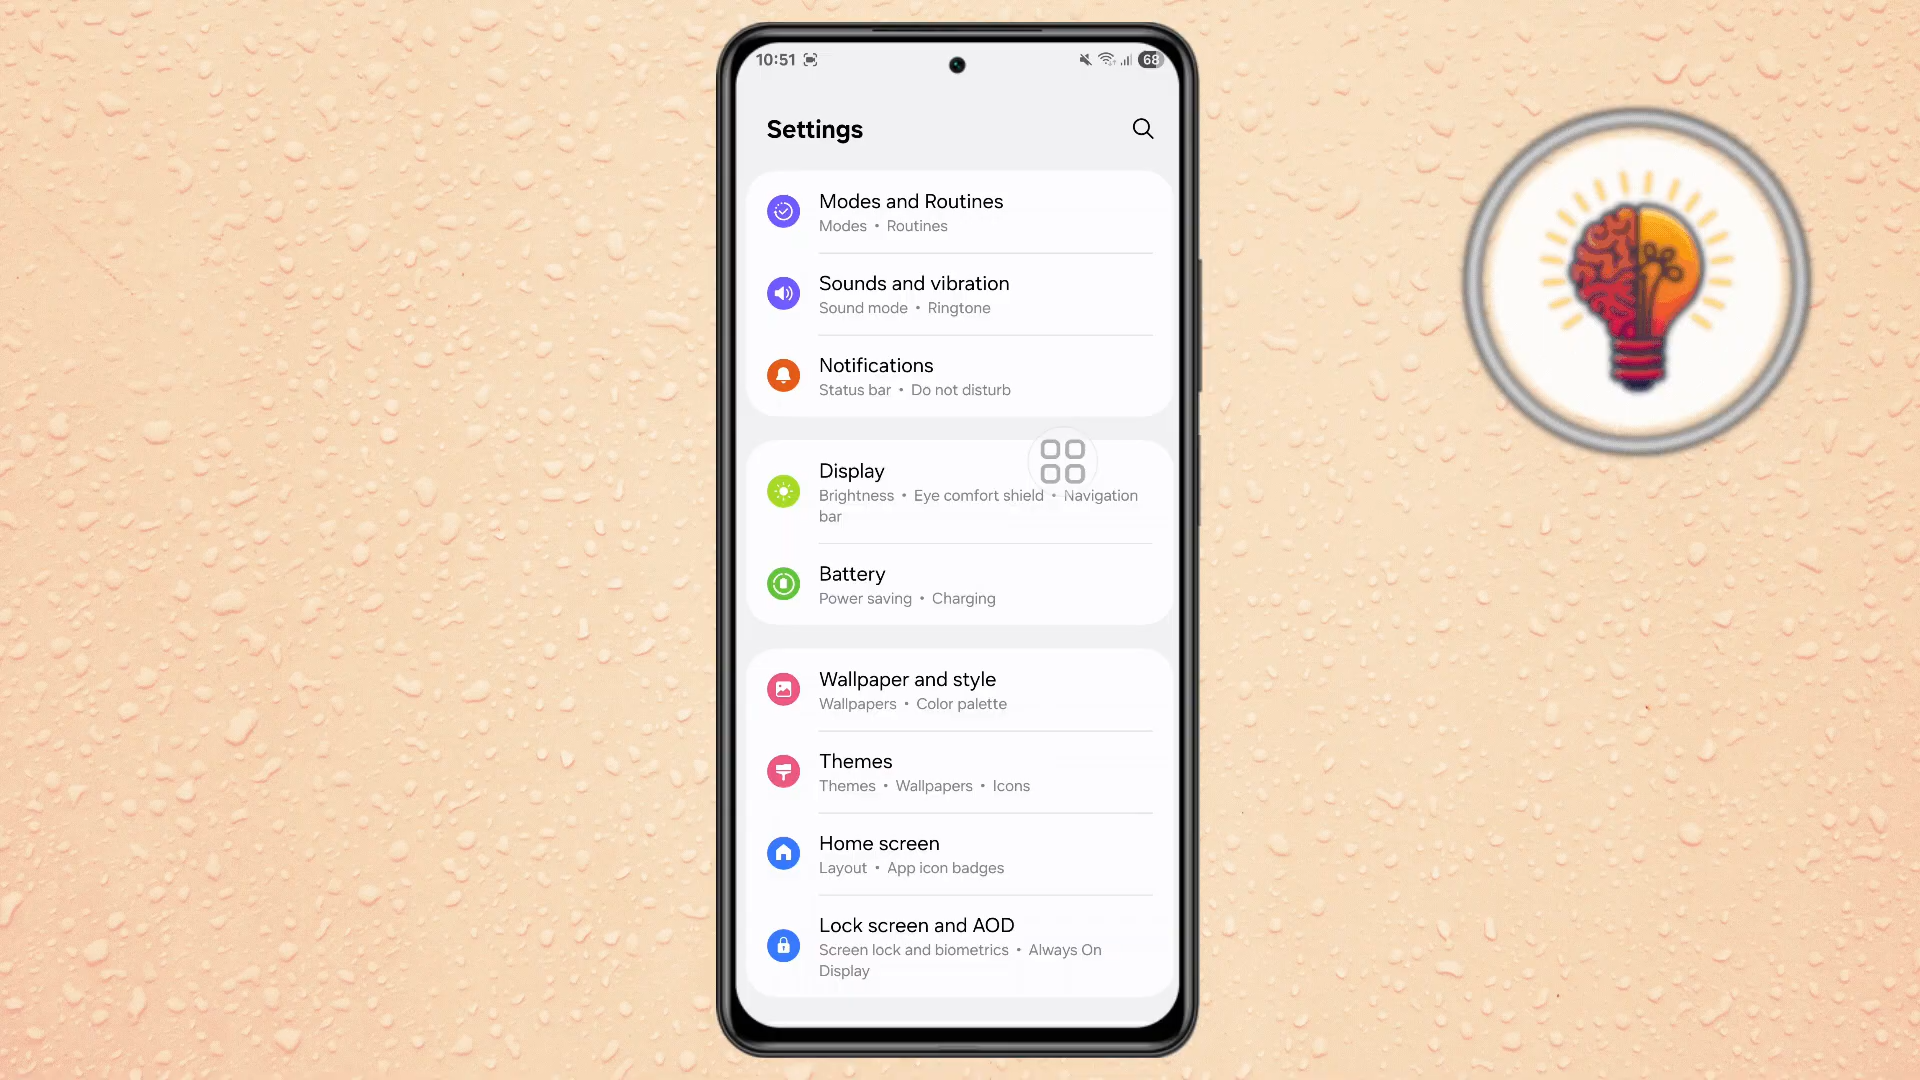 10:51
68
Settings
Modes and Routines
Modes • Routines
Sounds and vibration
Sound mode • Ringtone
Notifications
Status bar • Do not disturb
Display
Brightness • Eye comfort shield • Navigation
bar
Battery
Power saving • Charging
Wallpaper and style
Wallpapers • Color palette
Themes
Themes • Wallpapers • Icons
Home screen
Layout • App icon badges
Lock screen and AOD
Screen lock and biometrics • Always On
Display